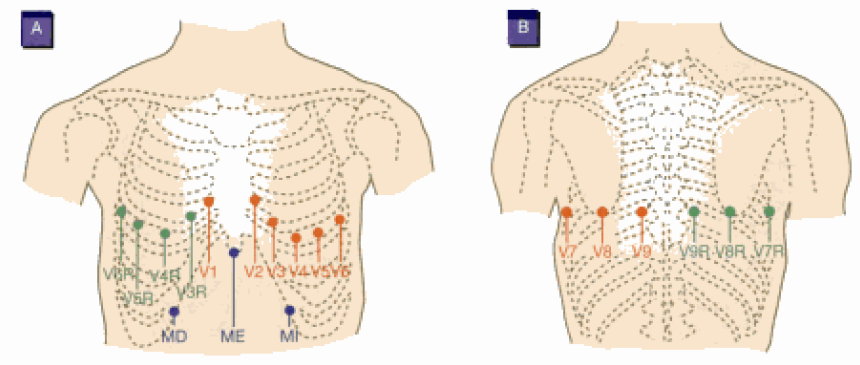 A
B
V6R V4R V1 V2 V3 V4 V5 V6
V5R V3R
MD ME MI
V7 V8 V9 V9R V8R V7R